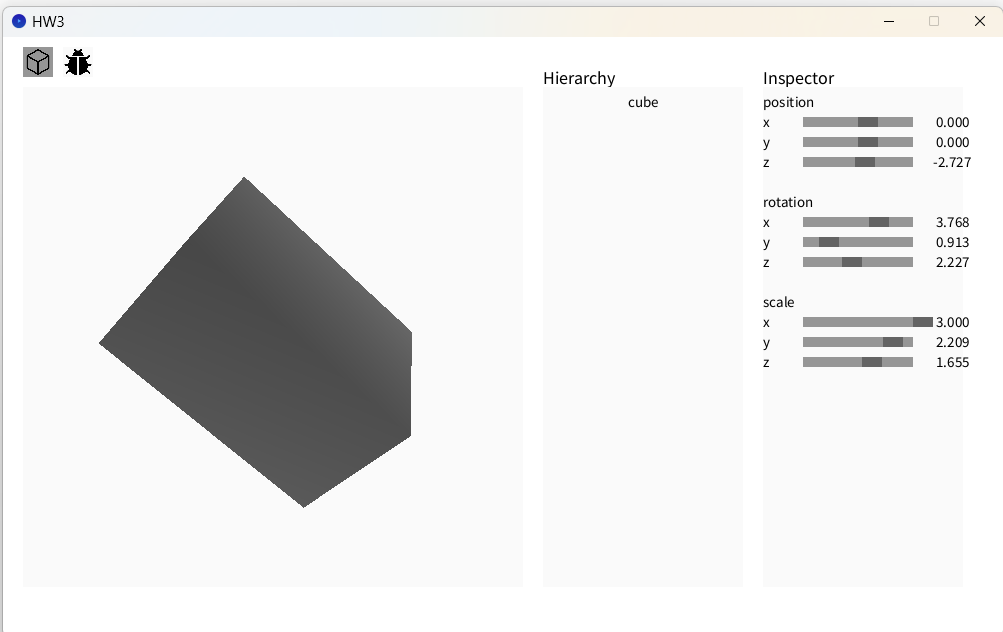 HW3
Hierarchy
cube
Inspector
position
x 0.000
y 0.000
z -2.727
rotation
x 3.768
y 0.913
z 2.227
scale
x 3.000
y 2.209
z 1.655